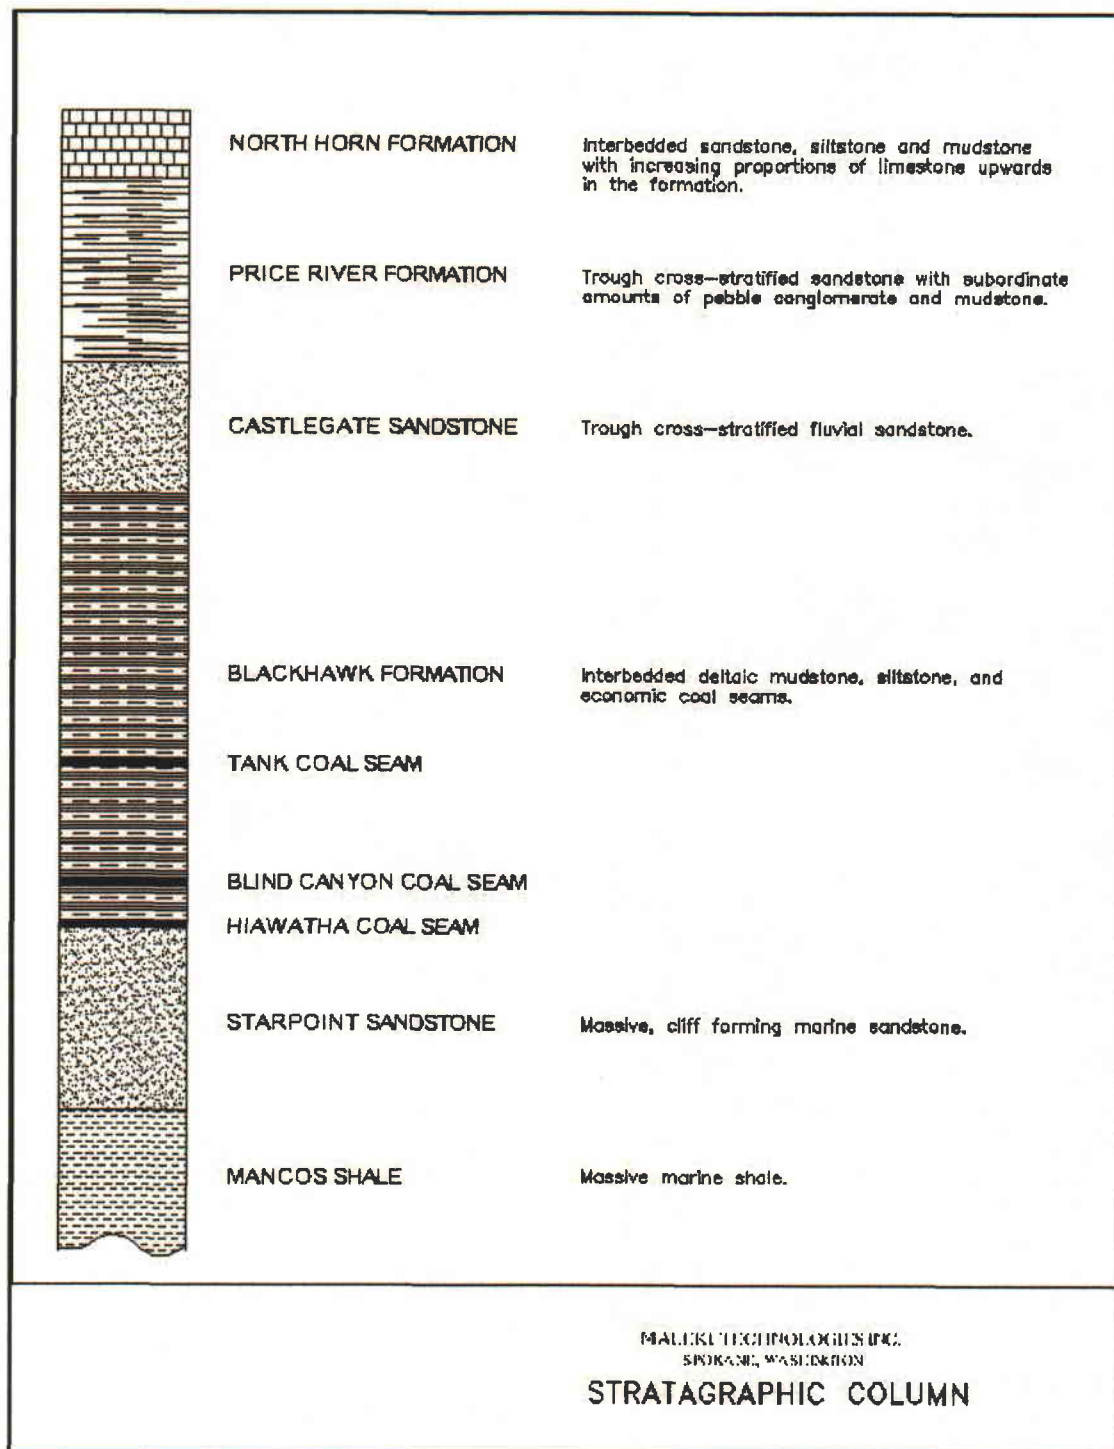 NORTH HORN FORMATION
Interbedded sandstone, siltstone and mudstone
with increasing proportions of limestone upwards
in the formation.
PRICE RIVER FORMATION
Trough cross-stratified sandstone with subordinate
amounts of pebble conglomerate and mudstone.
CASTLEGATE SANDSTONE
Trough cross-stratified fluvial sandstone.
BLACKHAWK FORMATION
Interbedded deltaic mudstone, siltstone, and
economic coal seams.
TANK COAL SEAM
BLIND CANYON COAL SEAM
HIAWATHA COAL SEAM
STARPOINT SANDSTONE
Massive, cliff forming marine sandstone.
MANCOS SHALE
Massive marine shale.
MALEKI TECHNOLOGIES INC.
SPOKANE, WASHINGTON
STRATAGRAPHIC COLUMN